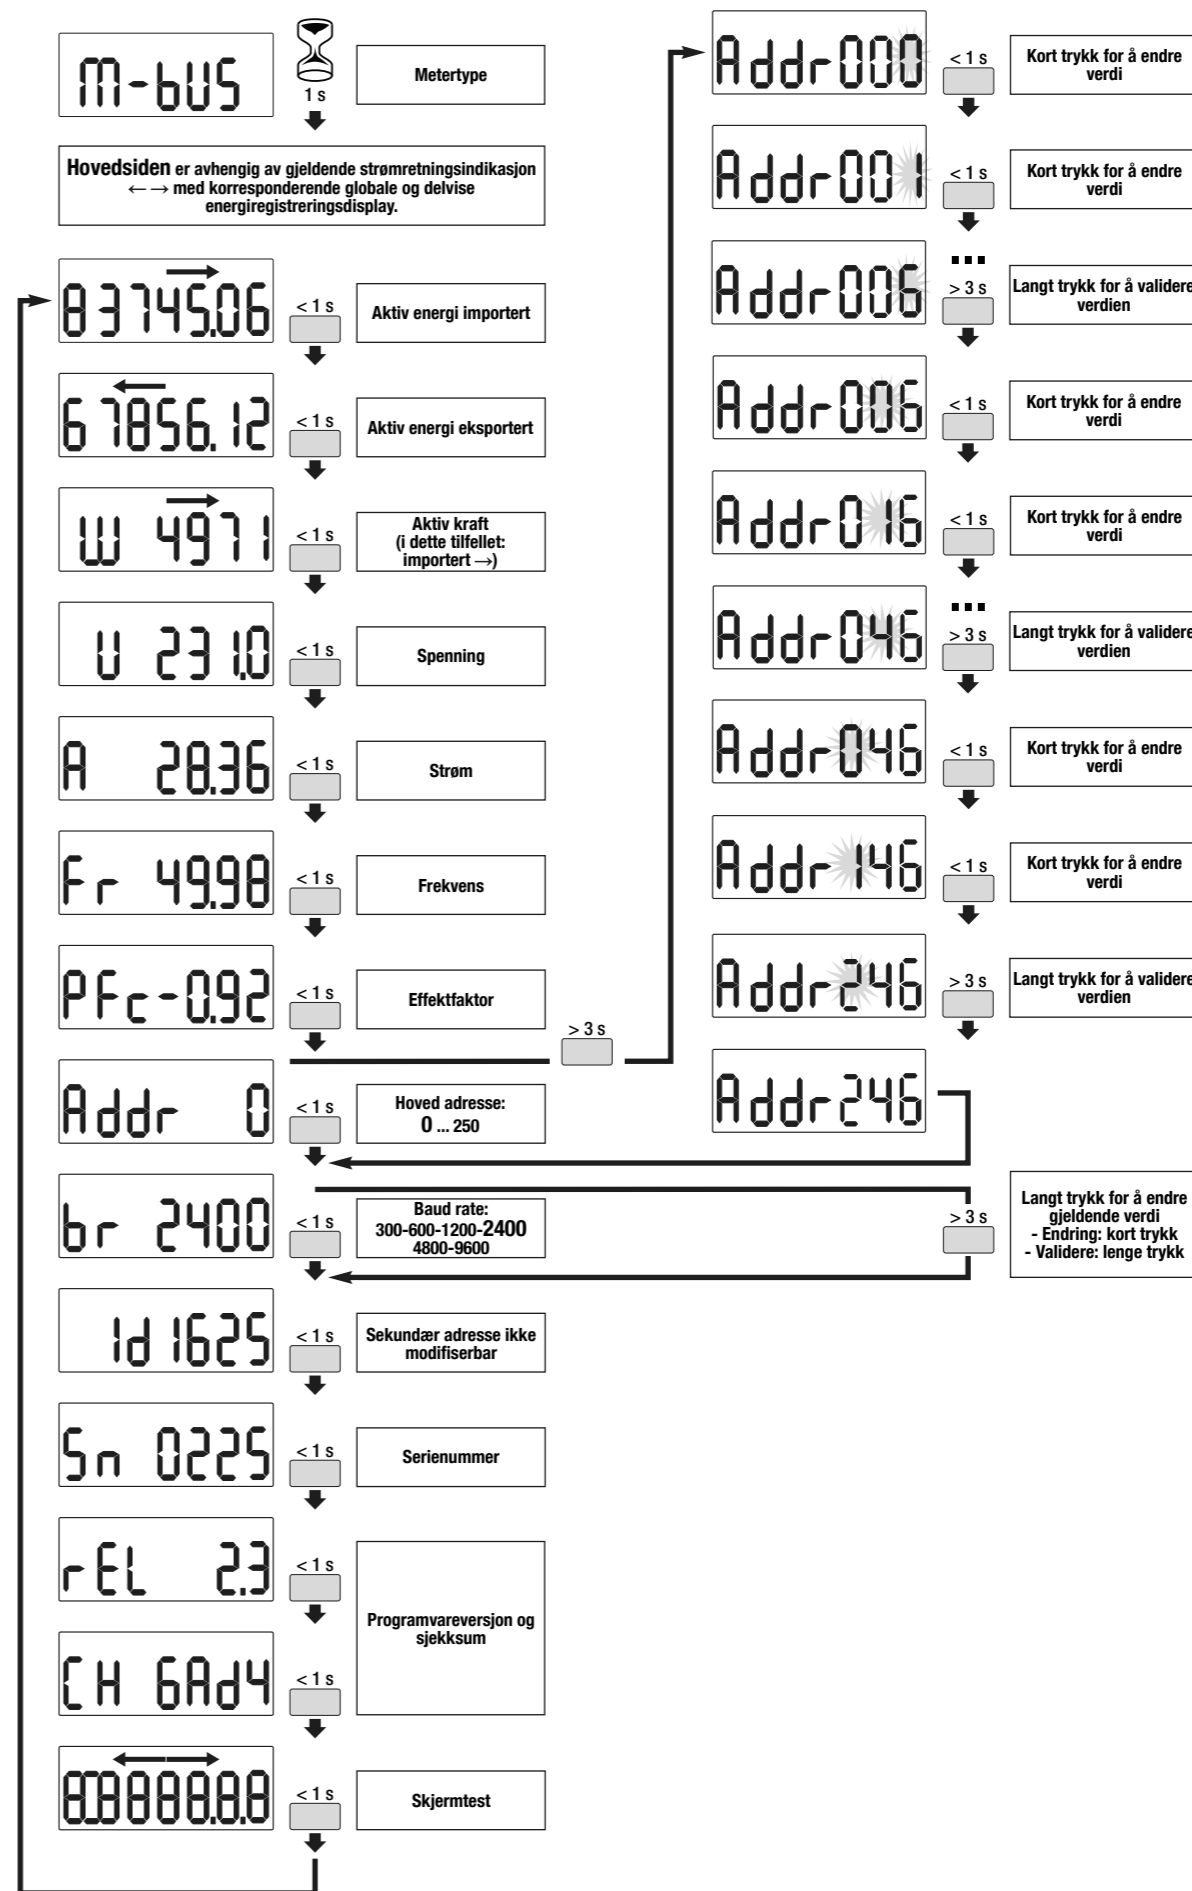 M-bUS
1 s
Metertype
Hovedsiden er avhengig av gjeldende strømretningsindikasjon
←→ med korresponderende globale og delvise
energiregistreringsdisplay.
83745.06
< 1 s
Aktiv energi importert
67856.12
< 1 s
Aktiv energi eksportert
W 4971
< 1 s
Aktiv kraft
(i dette tilfellet:
importert →)
U 231.0
< 1 s
Spenning
A 28.36
< 1 s
Strøm
Fr 49.98
< 1 s
Frekvens
PFc-0.92
< 1 s
Effektfaktor
> 3 s
Addr 0
< 1 s
Hoved adresse:
0 ... 250
br 2400
< 1 s
Baud rate:
300-600-1200-2400
4800-9600
Id 1625
< 1 s
Sekundær adresse ikke
modifiserbar
Sn 0225
< 1 s
Serienummer
rEL 2.3
< 1 s
Programvareversjon og
sjekksum
CH 6Ad4
< 1 s
88888.8.8
< 1 s
Skjermtest
Addr000
< 1 s
Kort trykk for å endre
verdi
Addr001
< 1 s
Kort trykk for å endre
verdi
Addr006
...
> 3 s
Langt trykk for å validere
verdien
Addr006
< 1 s
Kort trykk for å endre
verdi
Addr016
< 1 s
Kort trykk for å endre
verdi
Addr046
...
> 3 s
Langt trykk for å validere
verdien
Addr046
< 1 s
Kort trykk for å endre
verdi
Addr146
< 1 s
Kort trykk for å endre
verdi
Addr246
> 3 s
Langt trykk for å validere
verdien
Addr246
> 3 s
Langt trykk for å endre
gjeldende verdi
- Endring: kort trykk
- Validere: lenge trykk